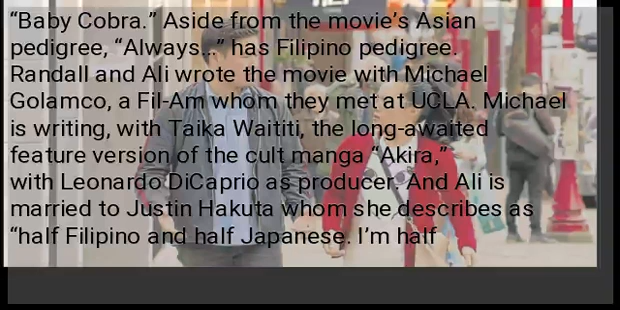 “Baby Cobra.” Aside from the movie’s Asian
pedigree, “Always...” has Filipino pedigree.
Randall and Ali wrote the movie with Michael
Golamco, a Fil-Am whom they met at UCLA. Michael
is writing, with Taika Waititi, the long-awaited
feature version of the cult manga “Akira,”
with Leonardo DiCaprio as producer. And Ali is
married to Justin Hakuta whom she describes as
“half Filipino and half Japanese. I’m half